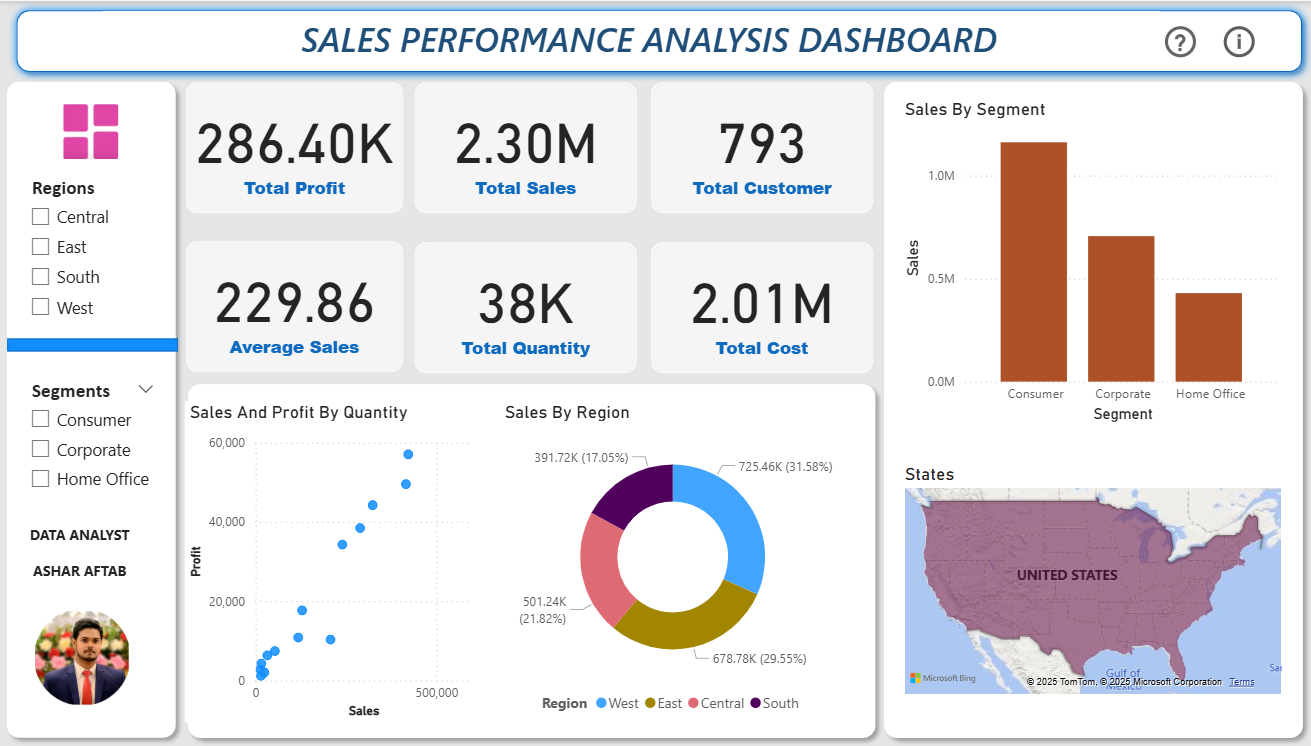 SALES PERFORMANCE ANALYSIS DASHBOARD
?
i
Regions
Central
East
South
West
Segments
Consumer
Corporate
Home Office
DATA ANALYST
ASHAR AFTAB
286.40K
Total Profit
2.30M
Total Sales
793
Total Customer
229.86
Average Sales
38K
Total Quantity
2.01M
Total Cost
Sales And Profit By Quantity
60,000
40,000
20,000
0
Profit
0
500,000
Sales
Sales By Region
391.72K (17.05%)
725.46K (31.58%)
501.24K
(21.82%)
678.78K (29.55%)
Region West East Central South
Sales By Segment
1.0M
0.5M
0.0M
Sales
Consumer
Corporate
Home Office
Segment
States
UNITED STATES
Gulf of
Mexico
Sar
Microsoft Bing
© 2025 TomTom, © 2025 Microsoft Corporation Terms